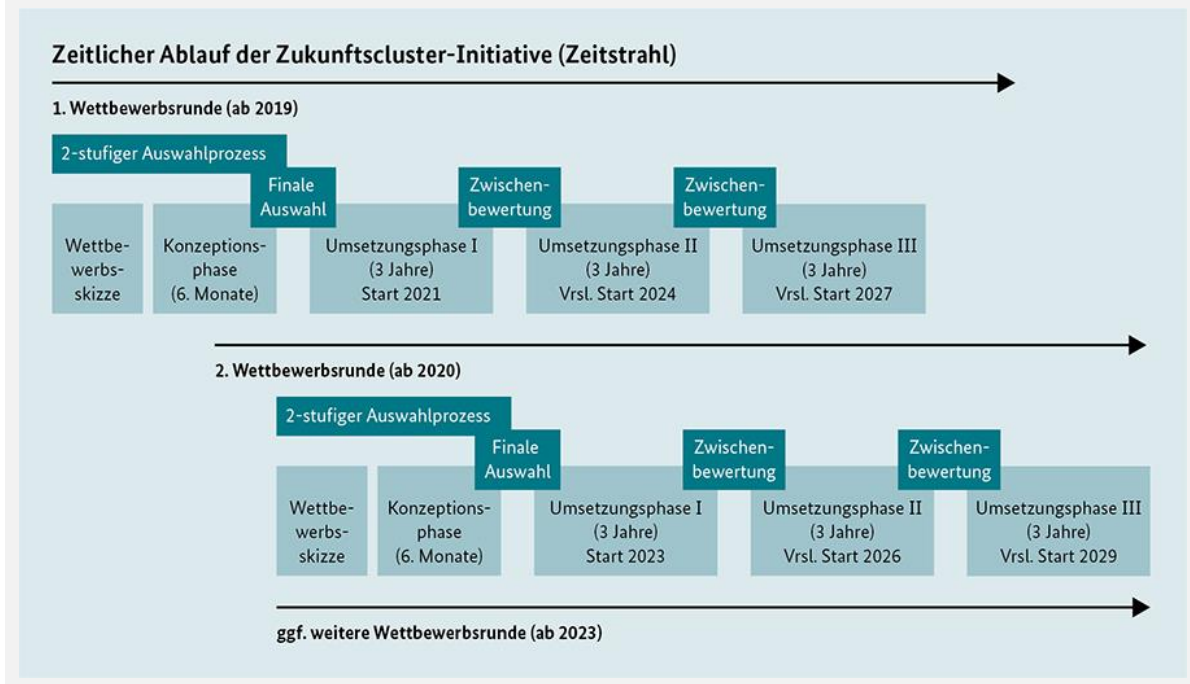 Zeitlicher Ablauf der Zukunftscluster-Initiative (Zeitstrahl)
1. Wettbewerbsrunde (ab 2019)
2-stufiger Auswahlprozess
Finale
Auswahl
Zwischen-
bewertung
Zwischen-
bewertung
Wettbe-
werbs-
skizze
Konzeptions-
phase
(6. Monate)
Umsetzungsphase I
(3 Jahre)
Start 2021
Umsetzungsphase II
(3 Jahre)
Vrsl. Start 2024
Umsetzungsphase III
(3 Jahre)
Vrsl. Start 2027
2. Wettbewerbsrunde (ab 2020)
2-stufiger Auswahlprozess
Finale
Auswahl
Zwischen-
bewertung
Zwischen-
bewertung
Wettbe-
werbs-
skizze
Konzeptions-
phase
(6. Monate)
Umsetzungsphase I
(3 Jahre)
Start 2023
Umsetzungsphase II
(3 Jahre)
Vrsl. Start 2026
Umsetzungsphase III
(3 Jahre)
Vrsl. Start 2029
ggf. weitere Wettbewerbsrunde (ab 2023)